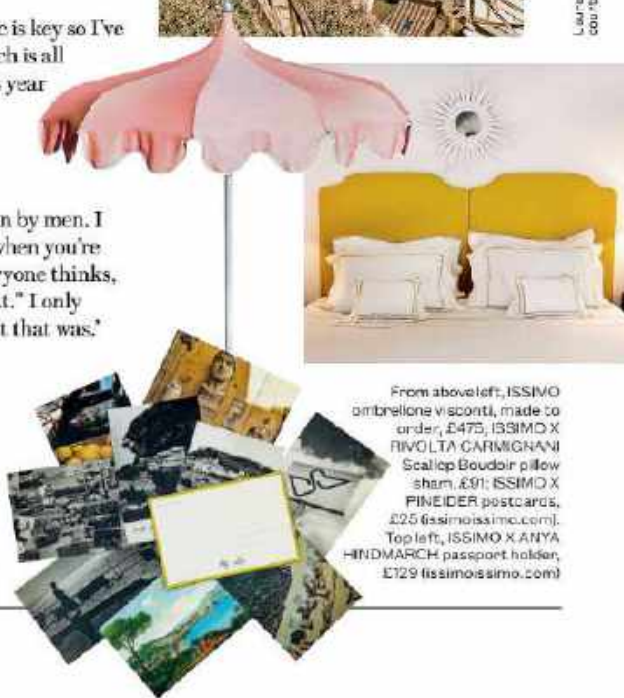 is key so I've
ch is all
year
n by men. I
when you're
ryone thinks,
t." I only
t that was.'
From above left, ISSIMO
ombrellone visconti, made to
order, £475; ISSIMO X
RIVOLTA CARMIGNANI
Scallop Boudoir pillow
sham, £91; ISSIMO X
PINEIDER postcards,
£25 (issimoissimo.com).
Top left, ISSIMO X ANYA
HINDMARCH passport holder,
£129 (issimoissimo.com)